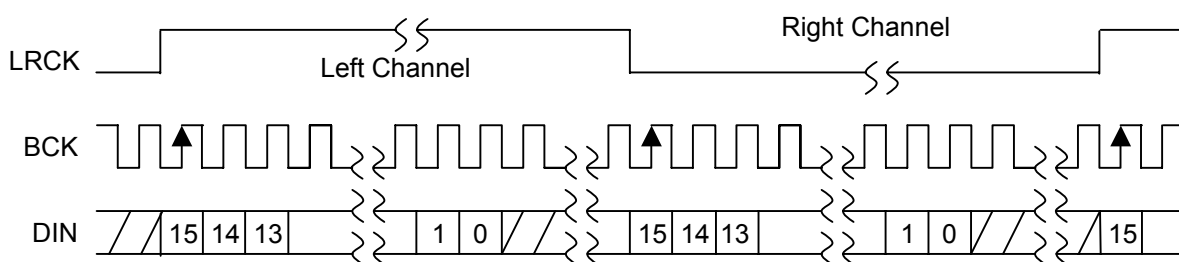 Right Channel
LRCK
Left Channel
BCK
DIN 15 14 13 1 0 15 14 13 1 0 15